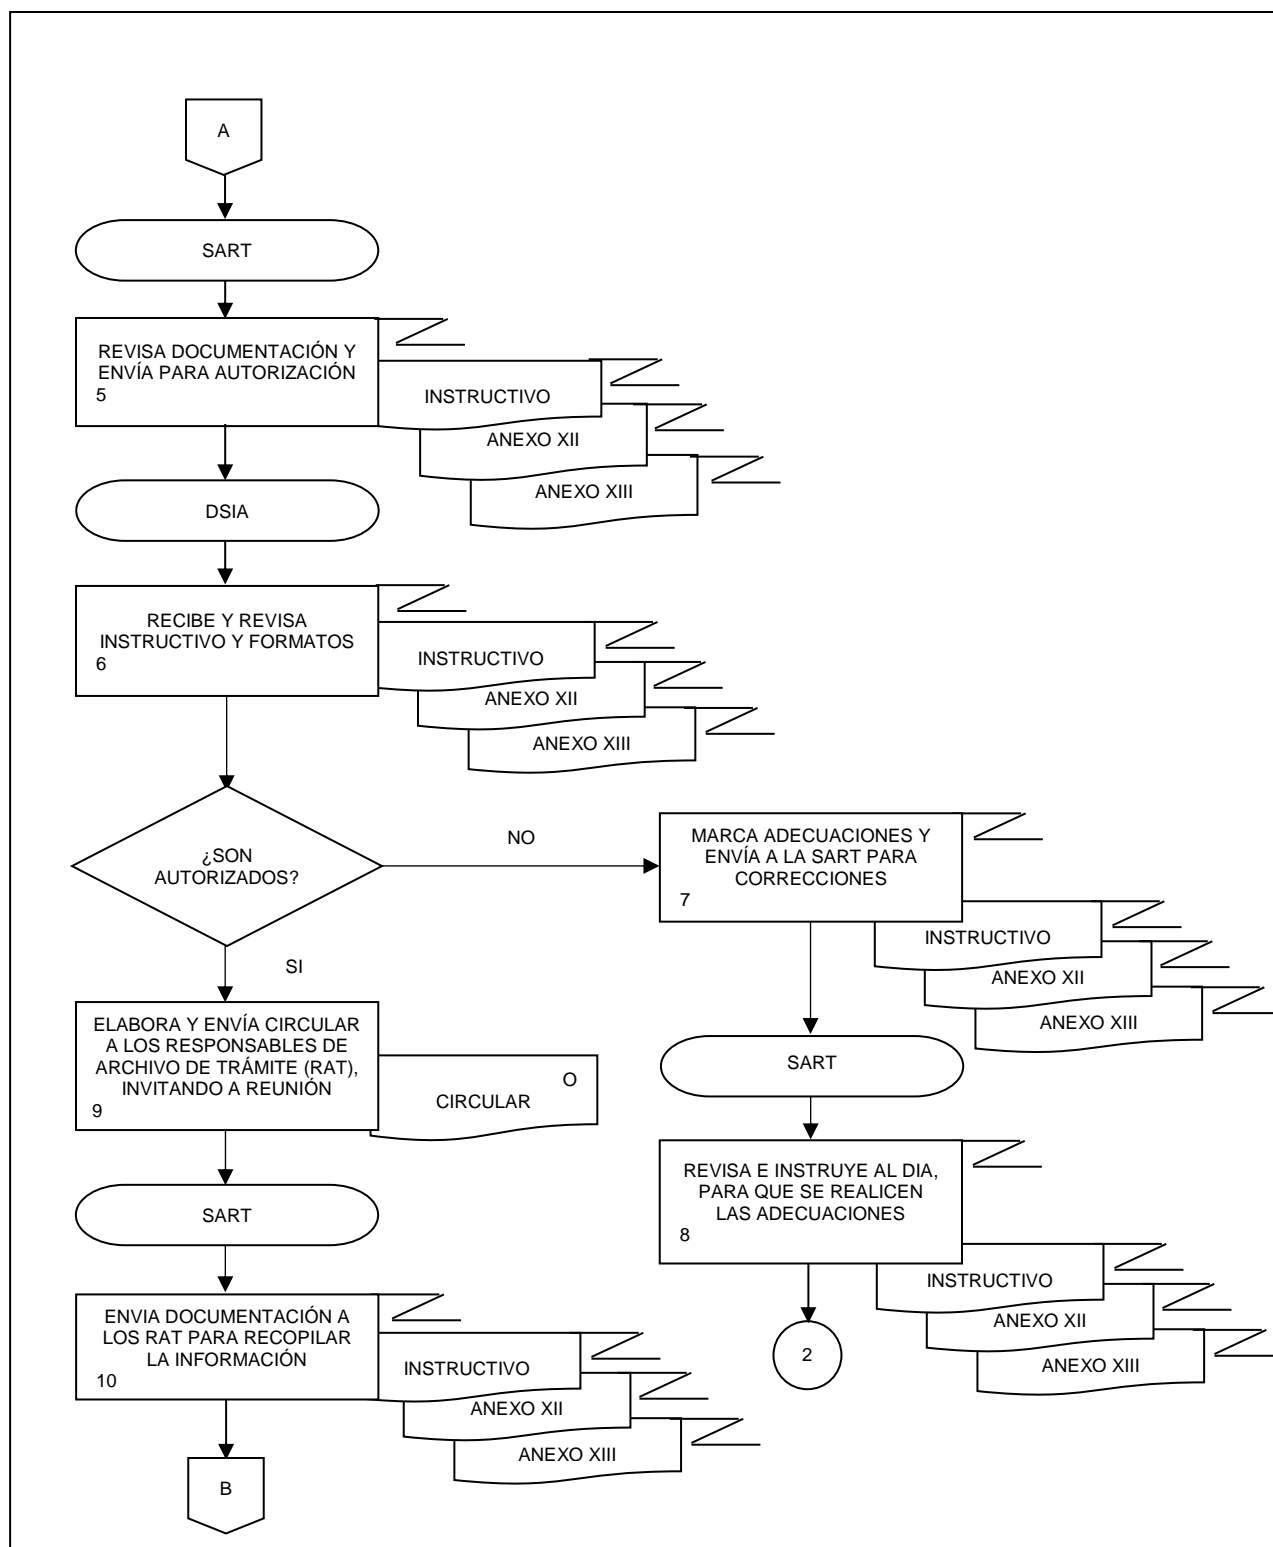 A
SART
REVISA DOCUMENTACIÓN Y
ENVÍA PARA AUTORIZACIÓN
5
INSTRUCTIVO
ANEXO XII
ANEXO XIII
DSIA
RECIBE Y REVISA
INSTRUCTIVO Y FORMATOS
6
INSTRUCTIVO
ANEXO XII
ANEXO XIII
¿SON
AUTORIZADOS?
NO
MARCA ADECUACIONES Y
ENVÍA A LA SART PARA
CORRECCIONES
7
INSTRUCTIVO
ANEXO XII
ANEXO XIII
SART
REVISA E INSTRUYE AL DIA,
PARA QUE SE REALICEN
LAS ADECUACIONES
8
INSTRUCTIVO
ANEXO XII
ANEXO XIII
2
SI
ELABORA Y ENVÍA CIRCULAR
A LOS RESPONSABLES DE
ARCHIVO DE TRÁMITE (RAT),
INVITANDO A REUNIÓN
9
O
CIRCULAR
SART
ENVIA DOCUMENTACIÓN A
LOS RAT PARA RECOPILAR
LA INFORMACIÓN
10
INSTRUCTIVO
ANEXO XII
ANEXO XIII
B